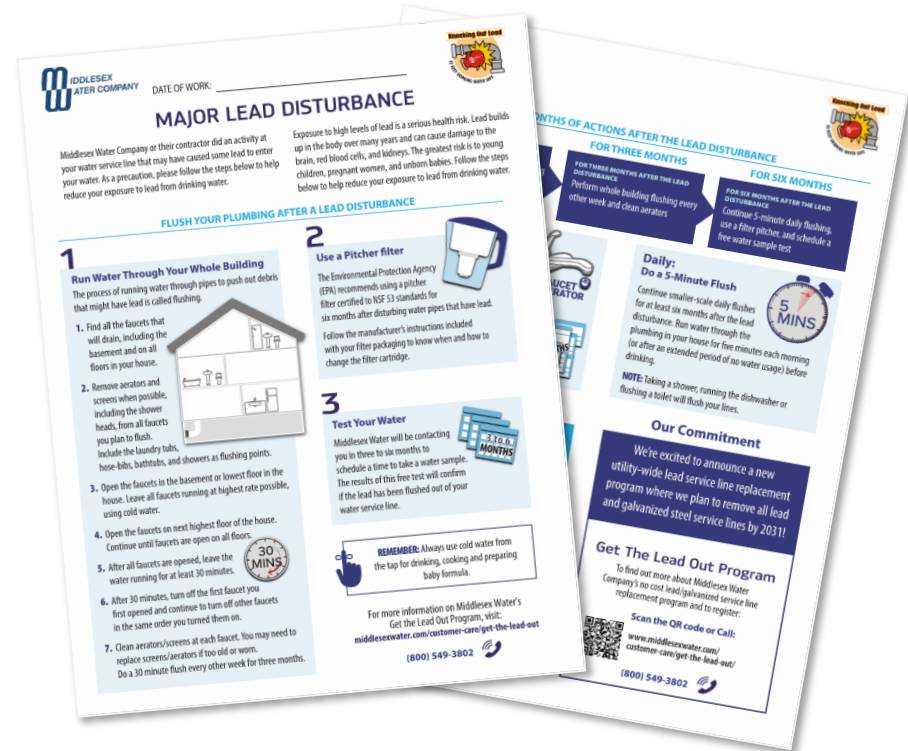 MIDDLESEX
WATER COMPANY
DATE OF WORK:
Knocking Out Lead
MAJOR LEAD DISTURBANCE
Middlesex Water Company or their contractor did an activity at
your water service line that may have caused some lead to enter
your water. As a precaution, please follow the steps below to help
reduce your exposure to lead from drinking water.
Exposure to high levels of lead is a serious health risk. Lead builds
up in the body over many years and can cause damage to the
brain, red blood cells, and kidneys. The greatest risk is to young
children, pregnant women, and unborn babies. Follow the steps
below to help reduce your exposure to lead from drinking water.
FLUSH YOUR PLUMBING AFTER A LEAD DISTURBANCE
1
Run Water Through Your Whole Building
The process of running water through pipes to push out debris
that might have lead is called flushing.
1. Find all the faucets that
will drain, including the
basement and on all
floors in your house.
2. Remove aerators and
screens when possible,
including the shower
heads, from all faucets
you plan to flush.
Include the laundry tubs,
hose-bibs, bathtubs, and showers as flushing points.
3. Open the faucets in the basement or lowest floor in the
house. Leave all faucets running at highest rate possible,
using cold water.
4. Open the faucets on next highest floor of the house.
Continue until faucets are open on all floors.
5. After all faucets are opened, leave the
water running for at least 30 minutes.
30
MINS
6. After 30 minutes, turn off the first faucet you
first opened and continue to turn off other faucets
in the same order you turned them on.
7. Clean aerators/screens at each faucet. You may need to
replace screens/aerators if too old or worn.
Do a 30 minute flush every other week for three months.
2
Use a Pitcher filter
The Environmental Protection Agency
(EPA) recommends using a pitcher
filter certified to NSF 53 standards for
six months after disturbing water pipes that have lead.
Follow the manufacturer's instructions included
with your filter packaging to know when and how to
change the filter cartridge.
3
Test Your Water
Middlesex Water will be contacting
you in three to six months to
schedule a time to take a water sample.
The results of this free test will confirm
if the lead has been flushed out of your
water service line.
3 to 6
MONTHS
REMEMBER: Always use cold water from
the tap for drinking, cooking and preparing
baby formula.
For more information on Middlesex Water's
Get the Lead Out Program, visit:
middlesexwater.com/customer-care/get-the-lead-out
(800) 549-3802
Knocking Out Lead
OF ACTIONS AFTER THE LEAD DISTURBANCE
FOR THREE MONTHS
FOR SIX MONTHS
FOR THREE MONTHS AFTER THE LEAD
DISTURBANCE
Perform whole building flushing every
other week and clean aerators
FOR SIX MONTHS AFTER THE LEAD
DISTURBANCE
Continue 5-minute daily flushing,
use a filter pitcher, and schedule a
free water sample test
Daily:
Do a 5-Minute Flush
Continue smaller-scale daily flushes
for at least six months after the lead
disturbance. Run water through the
plumbing in your house for five minutes each morning
(or after an extended period of no water usage) before
drinking.
5
MINS
NOTE: Taking a shower, running the dishwasher or
flushing a toilet will flush your lines.
Our Commitment
We're excited to announce a new
utility-wide lead service line replacement
program where we plan to remove all lead
and galvanized steel service lines by 2031!
Get The Lead Out Program
To find out more about Middlesex Water
Company's no cost lead/galvanized service line
replacement program and to register:
Scan the QR code or Call:
www.middlesexwater.com/
customer-care/get-the-lead-out/
(800) 549-3802